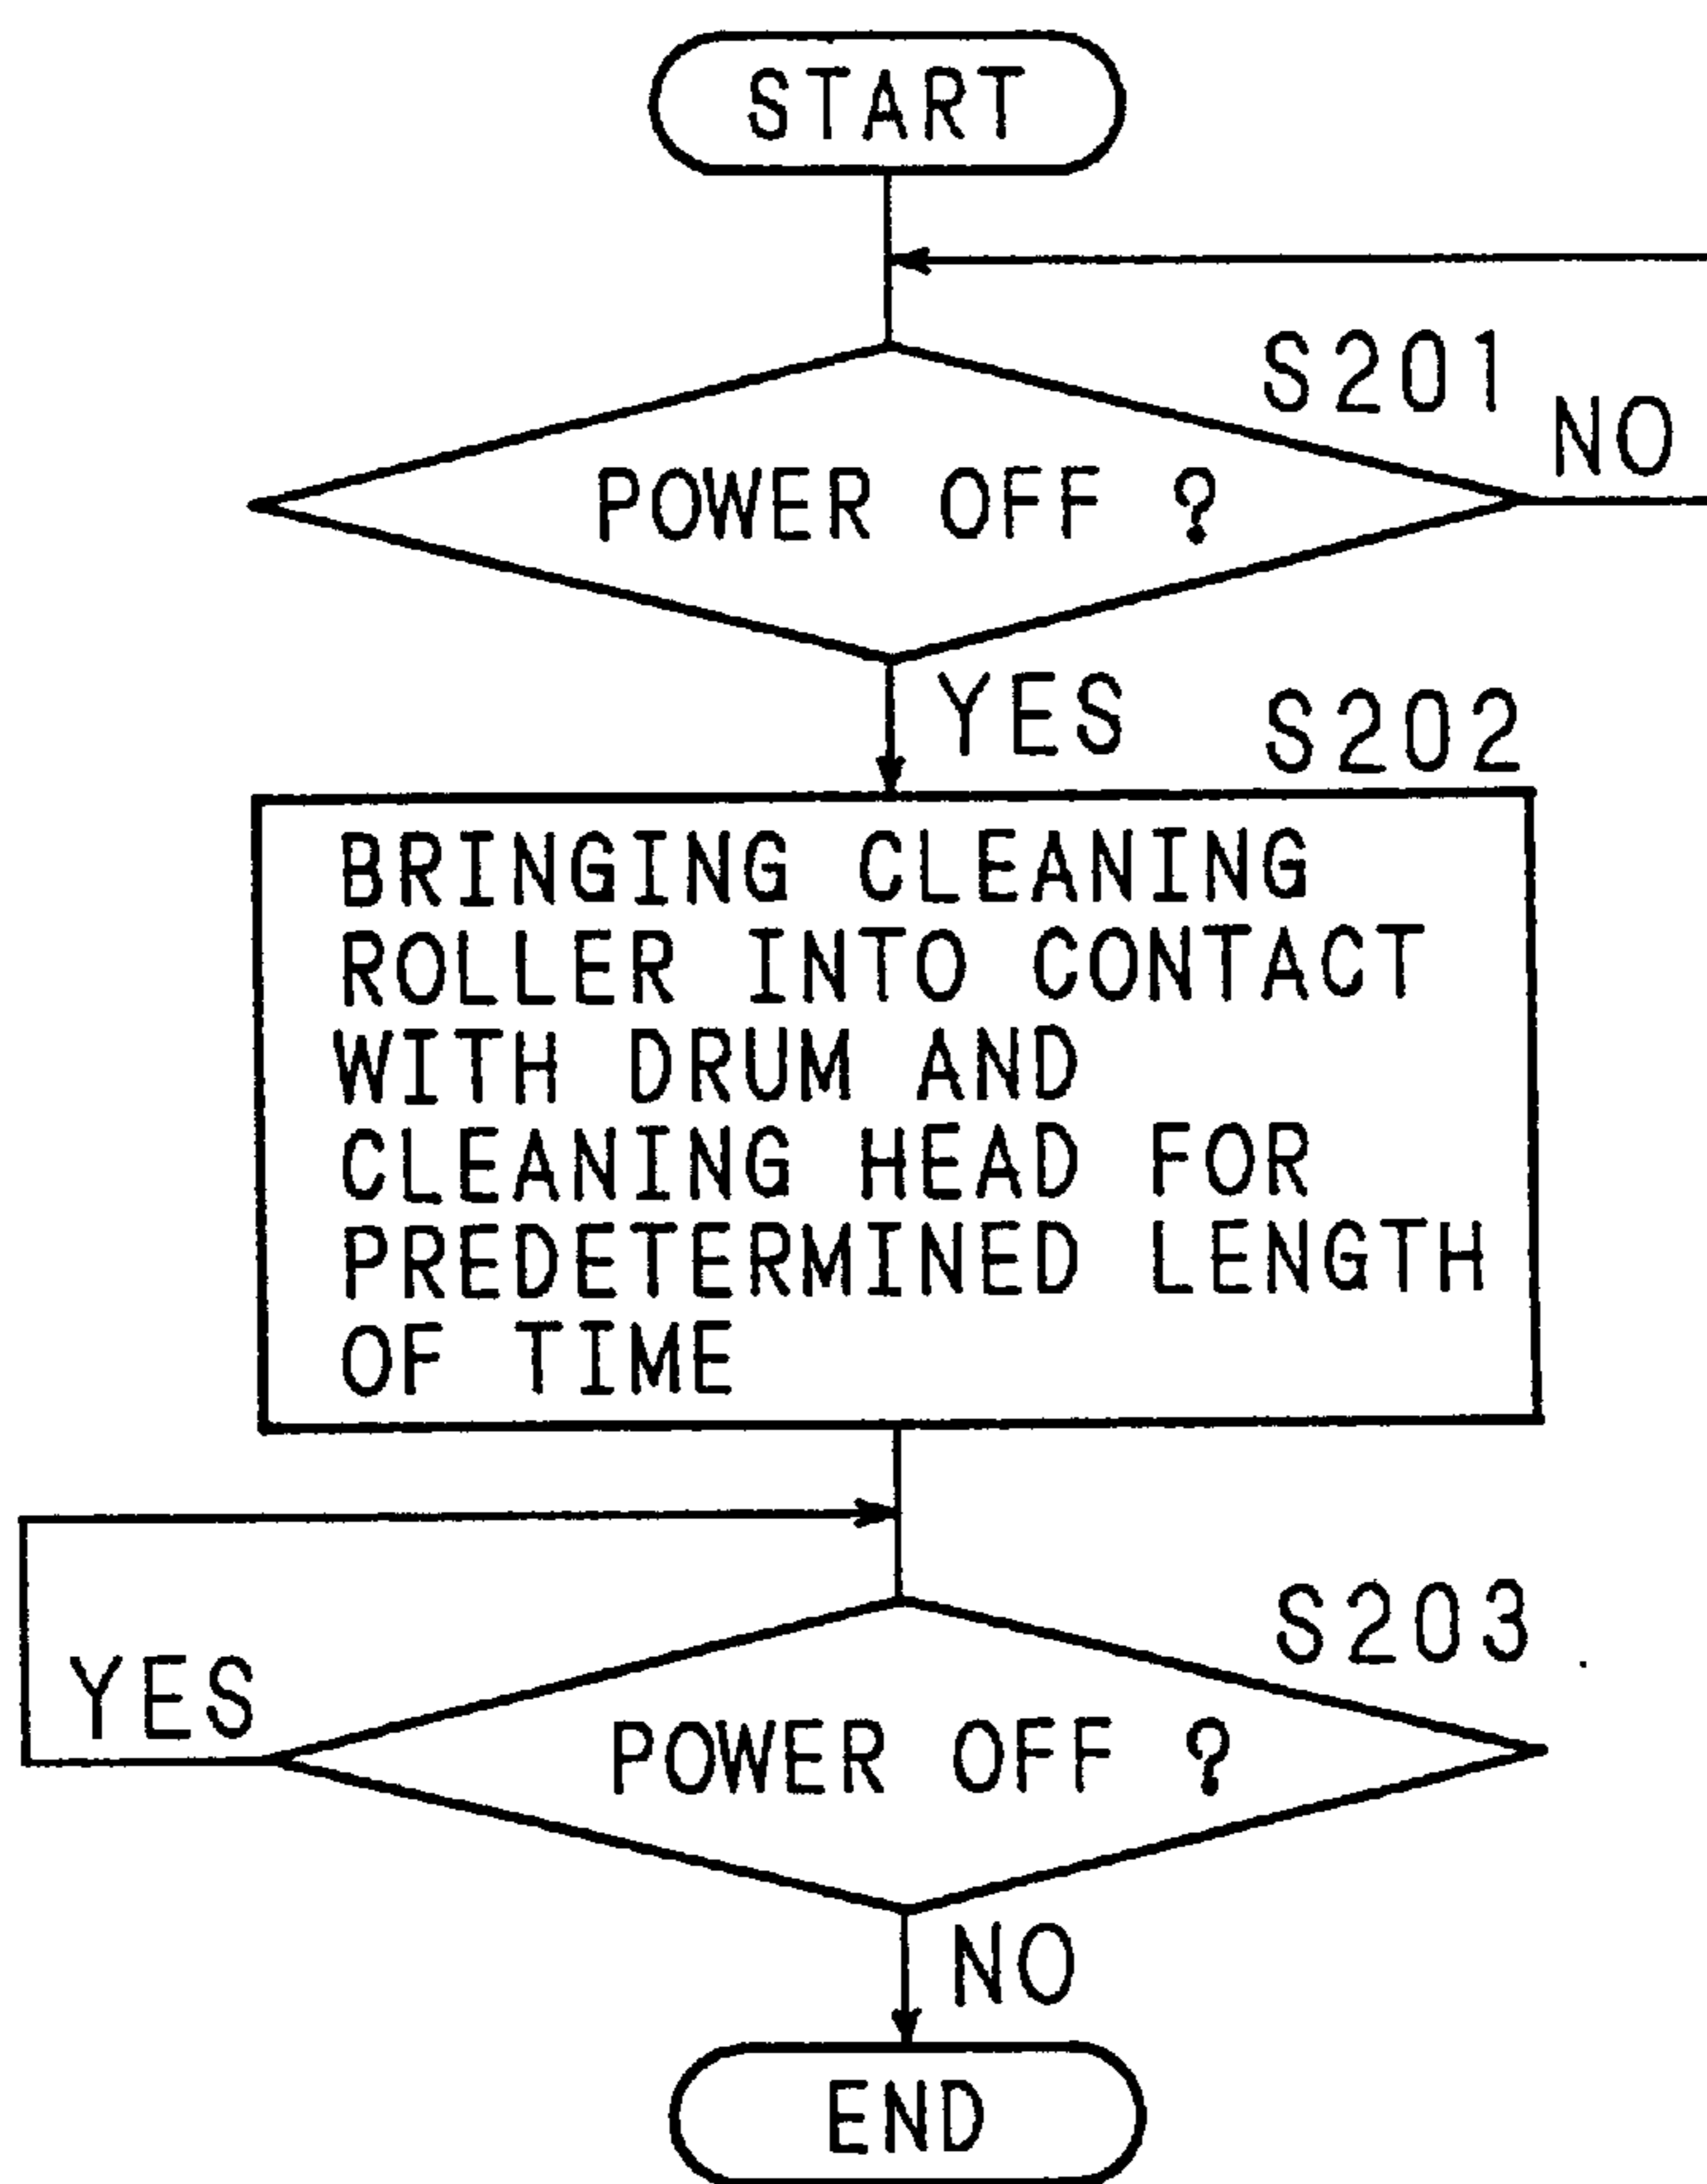 START
S201
NO
POWER OFF ?
YES
S202
BRINGING CLEANING
ROLLER INTO CONTACT
WITH DRUM AND
CLEANING HEAD FOR
PREDETERMINED LENGTH
OF TIME
S203
YES
POWER OFF ?
NO
END